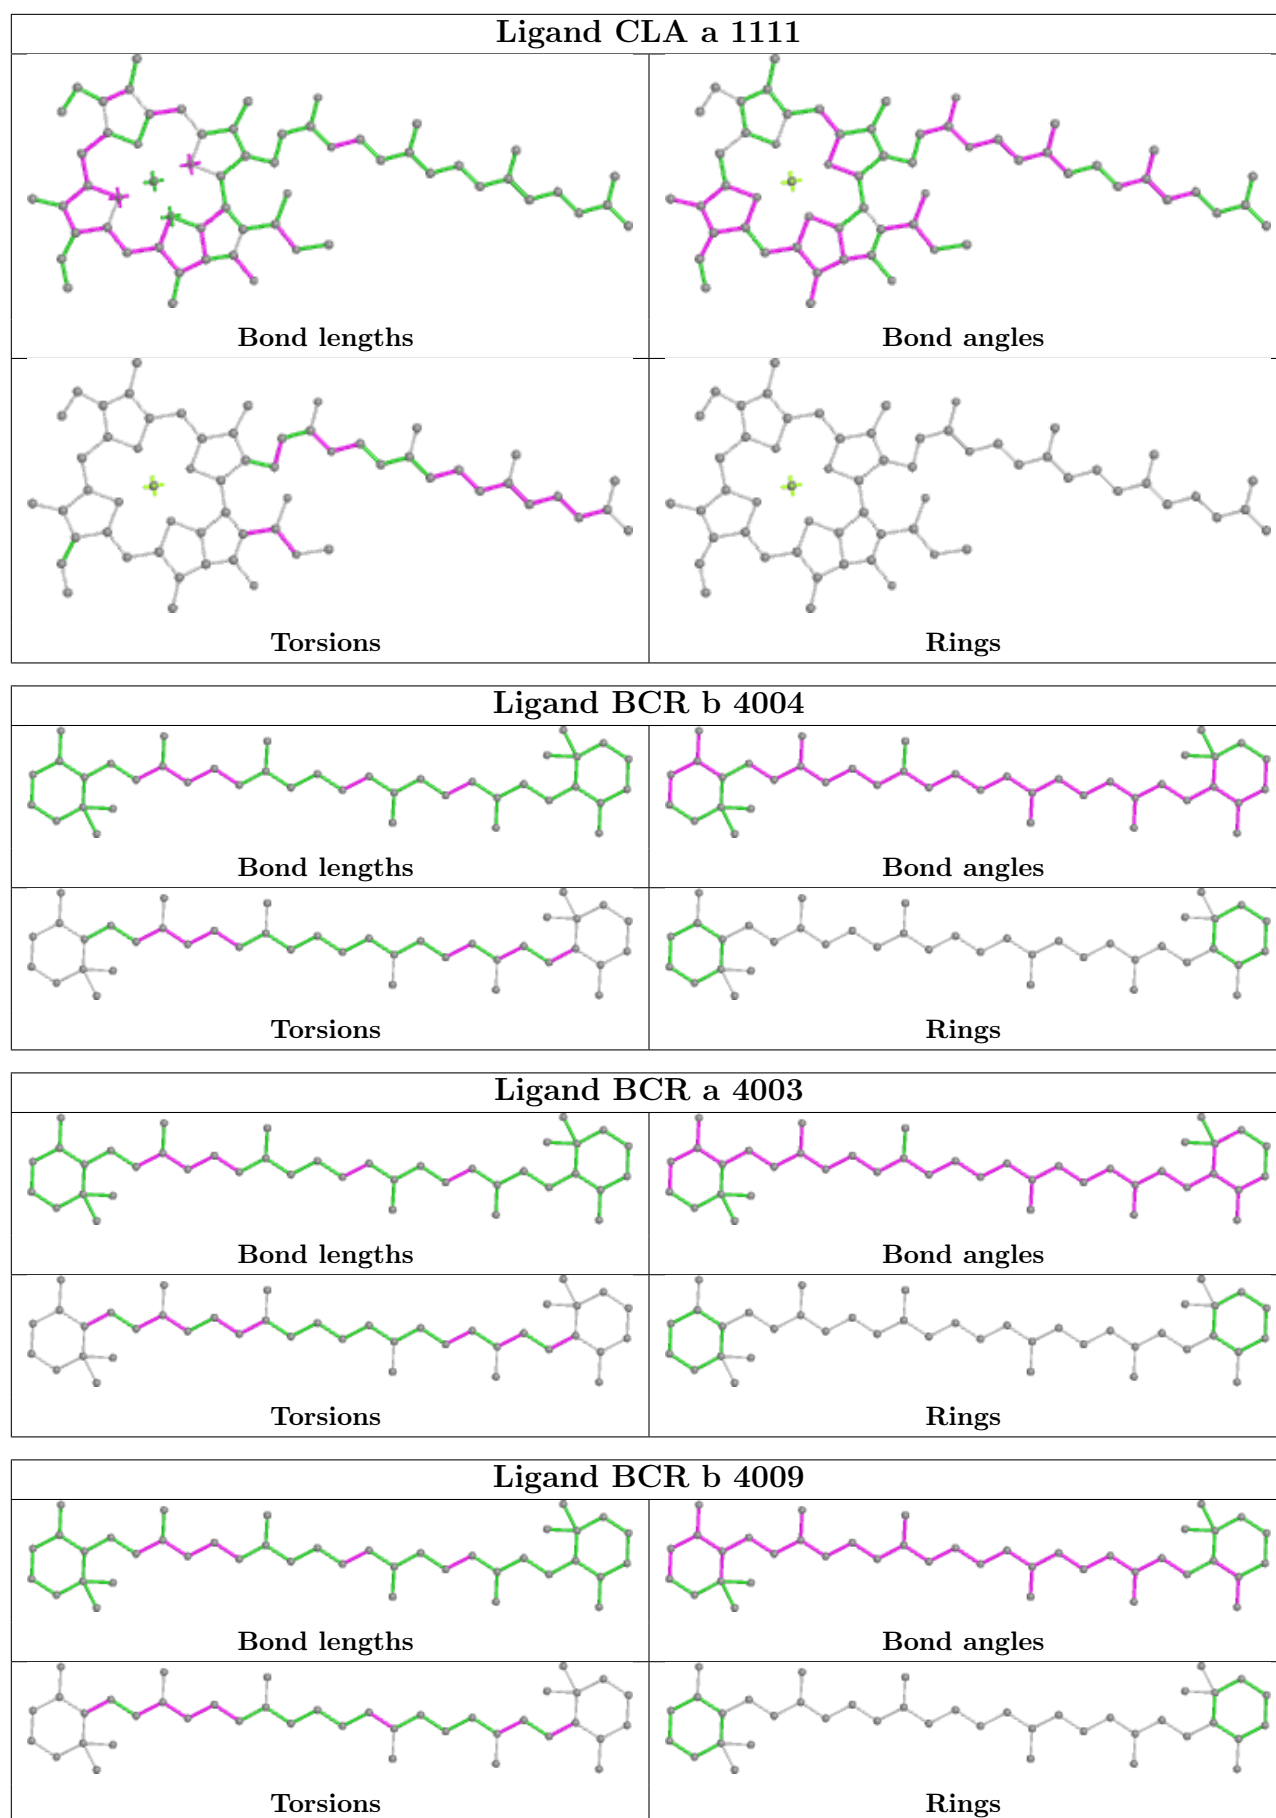 Ligand CLA a 1111
Bond lengths
Bond angles
Torsions
Rings
Ligand BCR b 4004
Bond lengths
Bond angles
Torsions
Rings
Ligand BCR a 4003
Bond lengths
Bond angles
Torsions
Rings
Ligand BCR b 4009
Bond lengths
Bond angles
Torsions
Rings